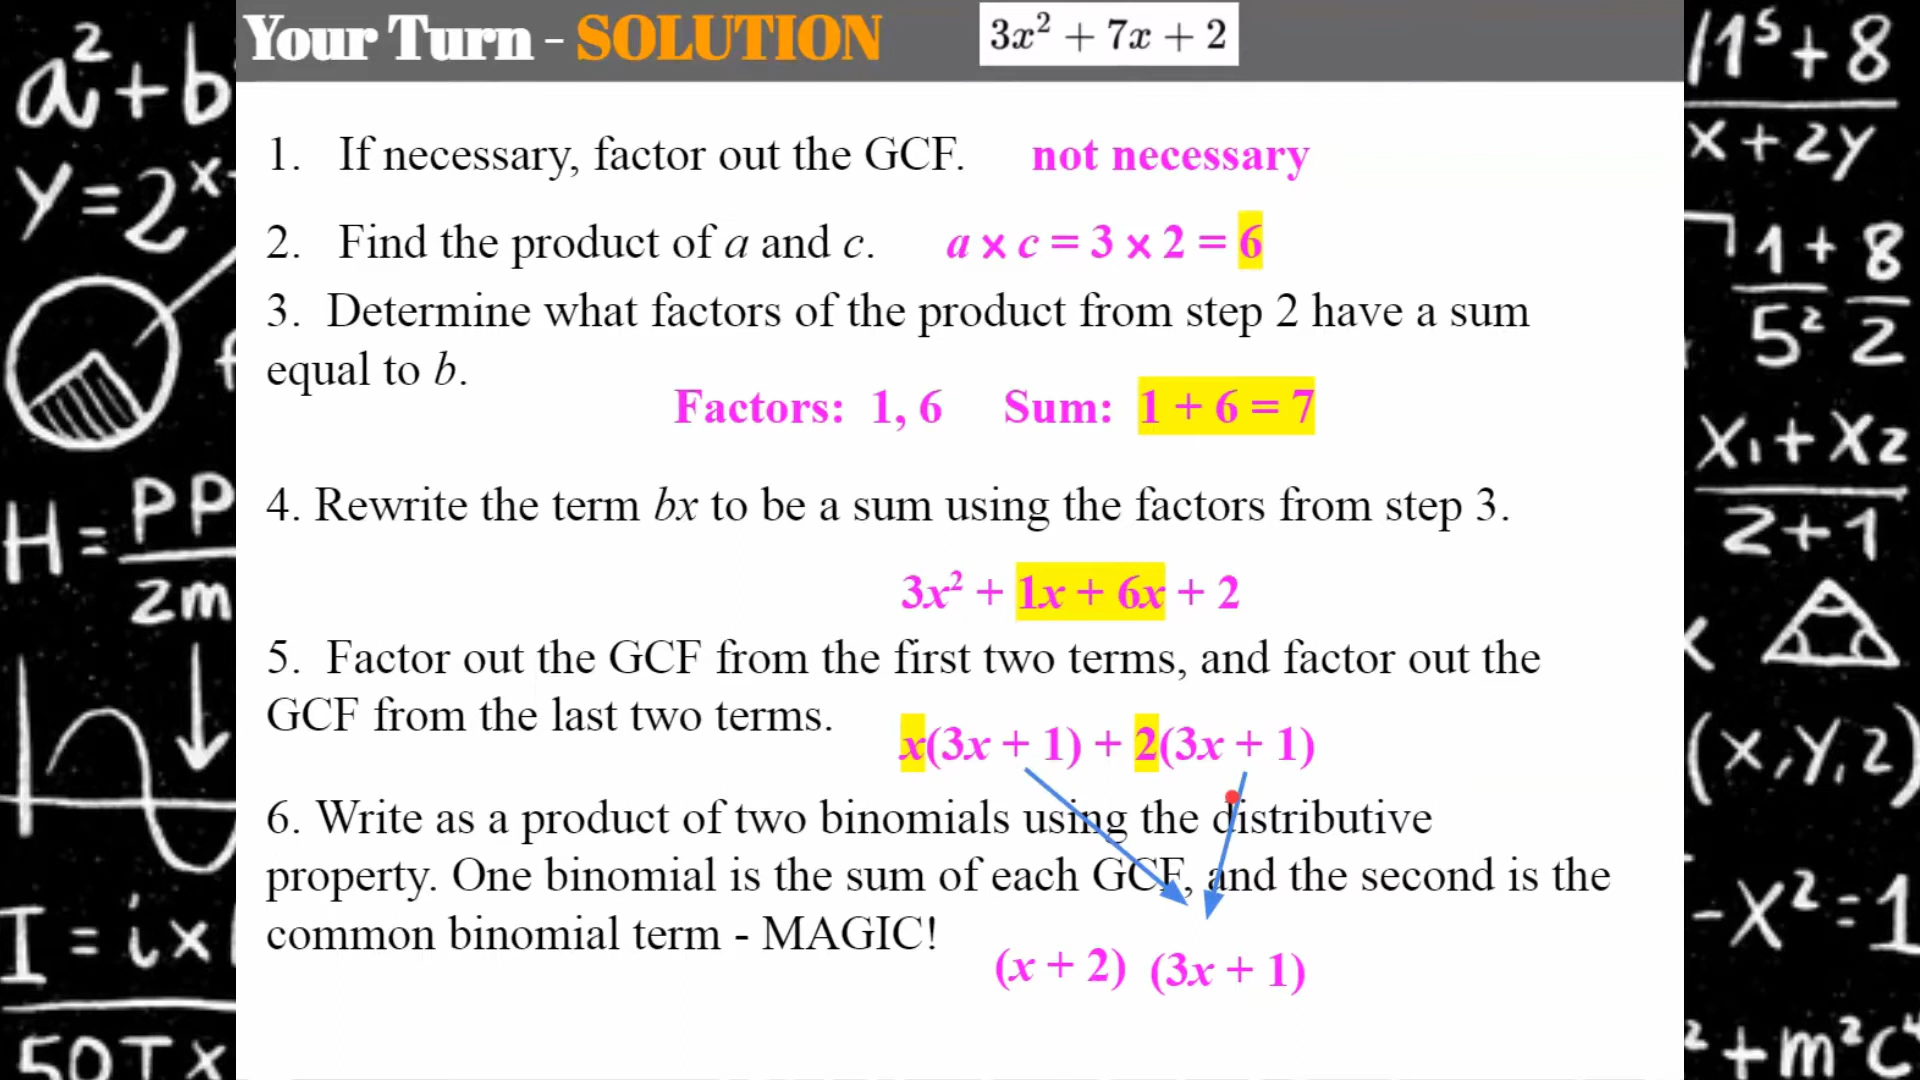 Your Turn - SOLUTION 3x² + 7x + 2
1. If necessary, factor out the GCF. not necessary
2. Find the product of a and c. a × c = 3 × 2 = 6
3. Determine what factors of the product from step 2 have a sum
equal to b.
Factors: 1, 6 Sum: 1 + 6 = 7
4. Rewrite the term bx to be a sum using the factors from step 3.
3x² + 1x + 6x + 2
5. Factor out the GCF from the first two terms, and factor out the
GCF from the last two terms.
x(3x + 1) + 2(3x + 1)
6. Write as a product of two binomials using the distributive
property. One binomial is the sum of each GCF, and the second is the
common binomial term - MAGIC!
(x + 2) (3x + 1)
a² + b
Y = 2ˣ
H = PP
2m
I = ix
50Tx
1⁵ + 8
x + 2y
1 + 8
5² 2
X₁ + X₂
2 + 1
(x, y, 2)
-X² = 1
² + m²c⁴